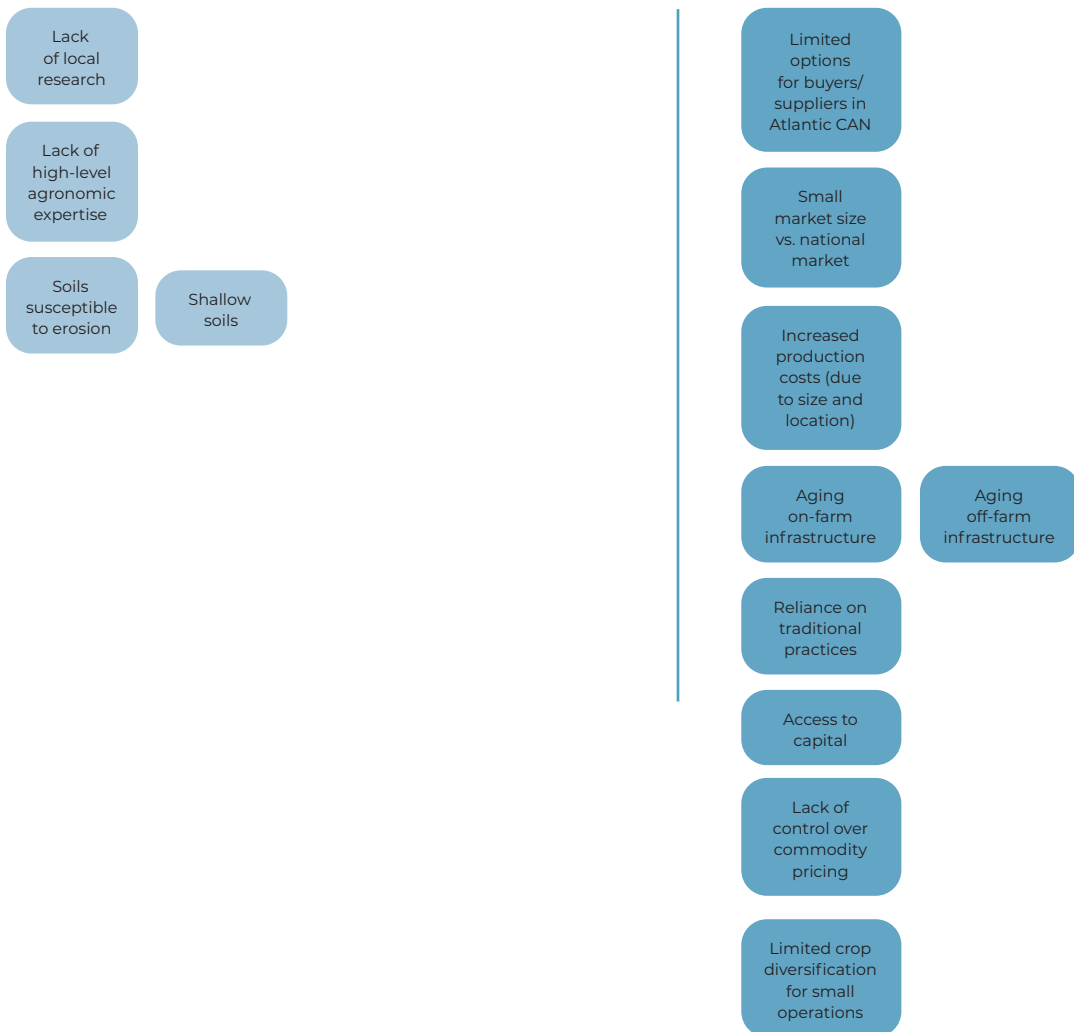 Lack
of local
research
Lack of
high-level
agronomic
expertise
Soils
susceptible
to erosion
Shallow
soils
Limited
options
for buyers/
suppliers in
Atlantic CAN
Small
market size
vs. national
market
Increased
production
costs (due
to size and
location)
Aging
on-farm
infrastructure
Aging
off-farm
infrastructure
Reliance on
traditional
practices
Access to
capital
Lack of
control over
commodity
pricing
Limited crop
diversification
for small
operations